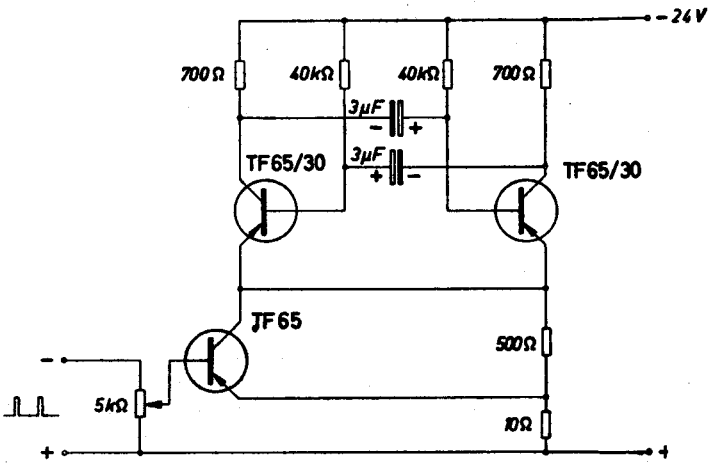 - 24V
700Ω 40kΩ 40kΩ 700Ω
3µF
- +
3µF
+ -
TF65/30 TF65/30
TF65
500Ω
-
5kΩ
10Ω
+ +